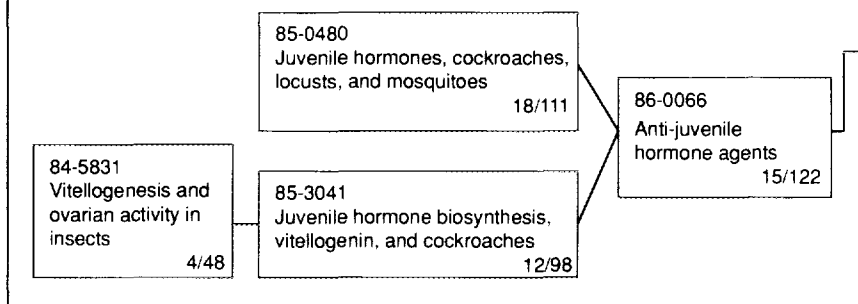 85-0480
Juvenile hormones, cockroaches,
locusts, and mosquitoes
18/111
86-0066
Anti-juvenile
hormone agents
15/122
84-5831
Vitellogenesis and
ovarian activity in
insects
4/48
85-3041
Juvenile hormone biosynthesis,
vitellogenin, and cockroaches
12/98